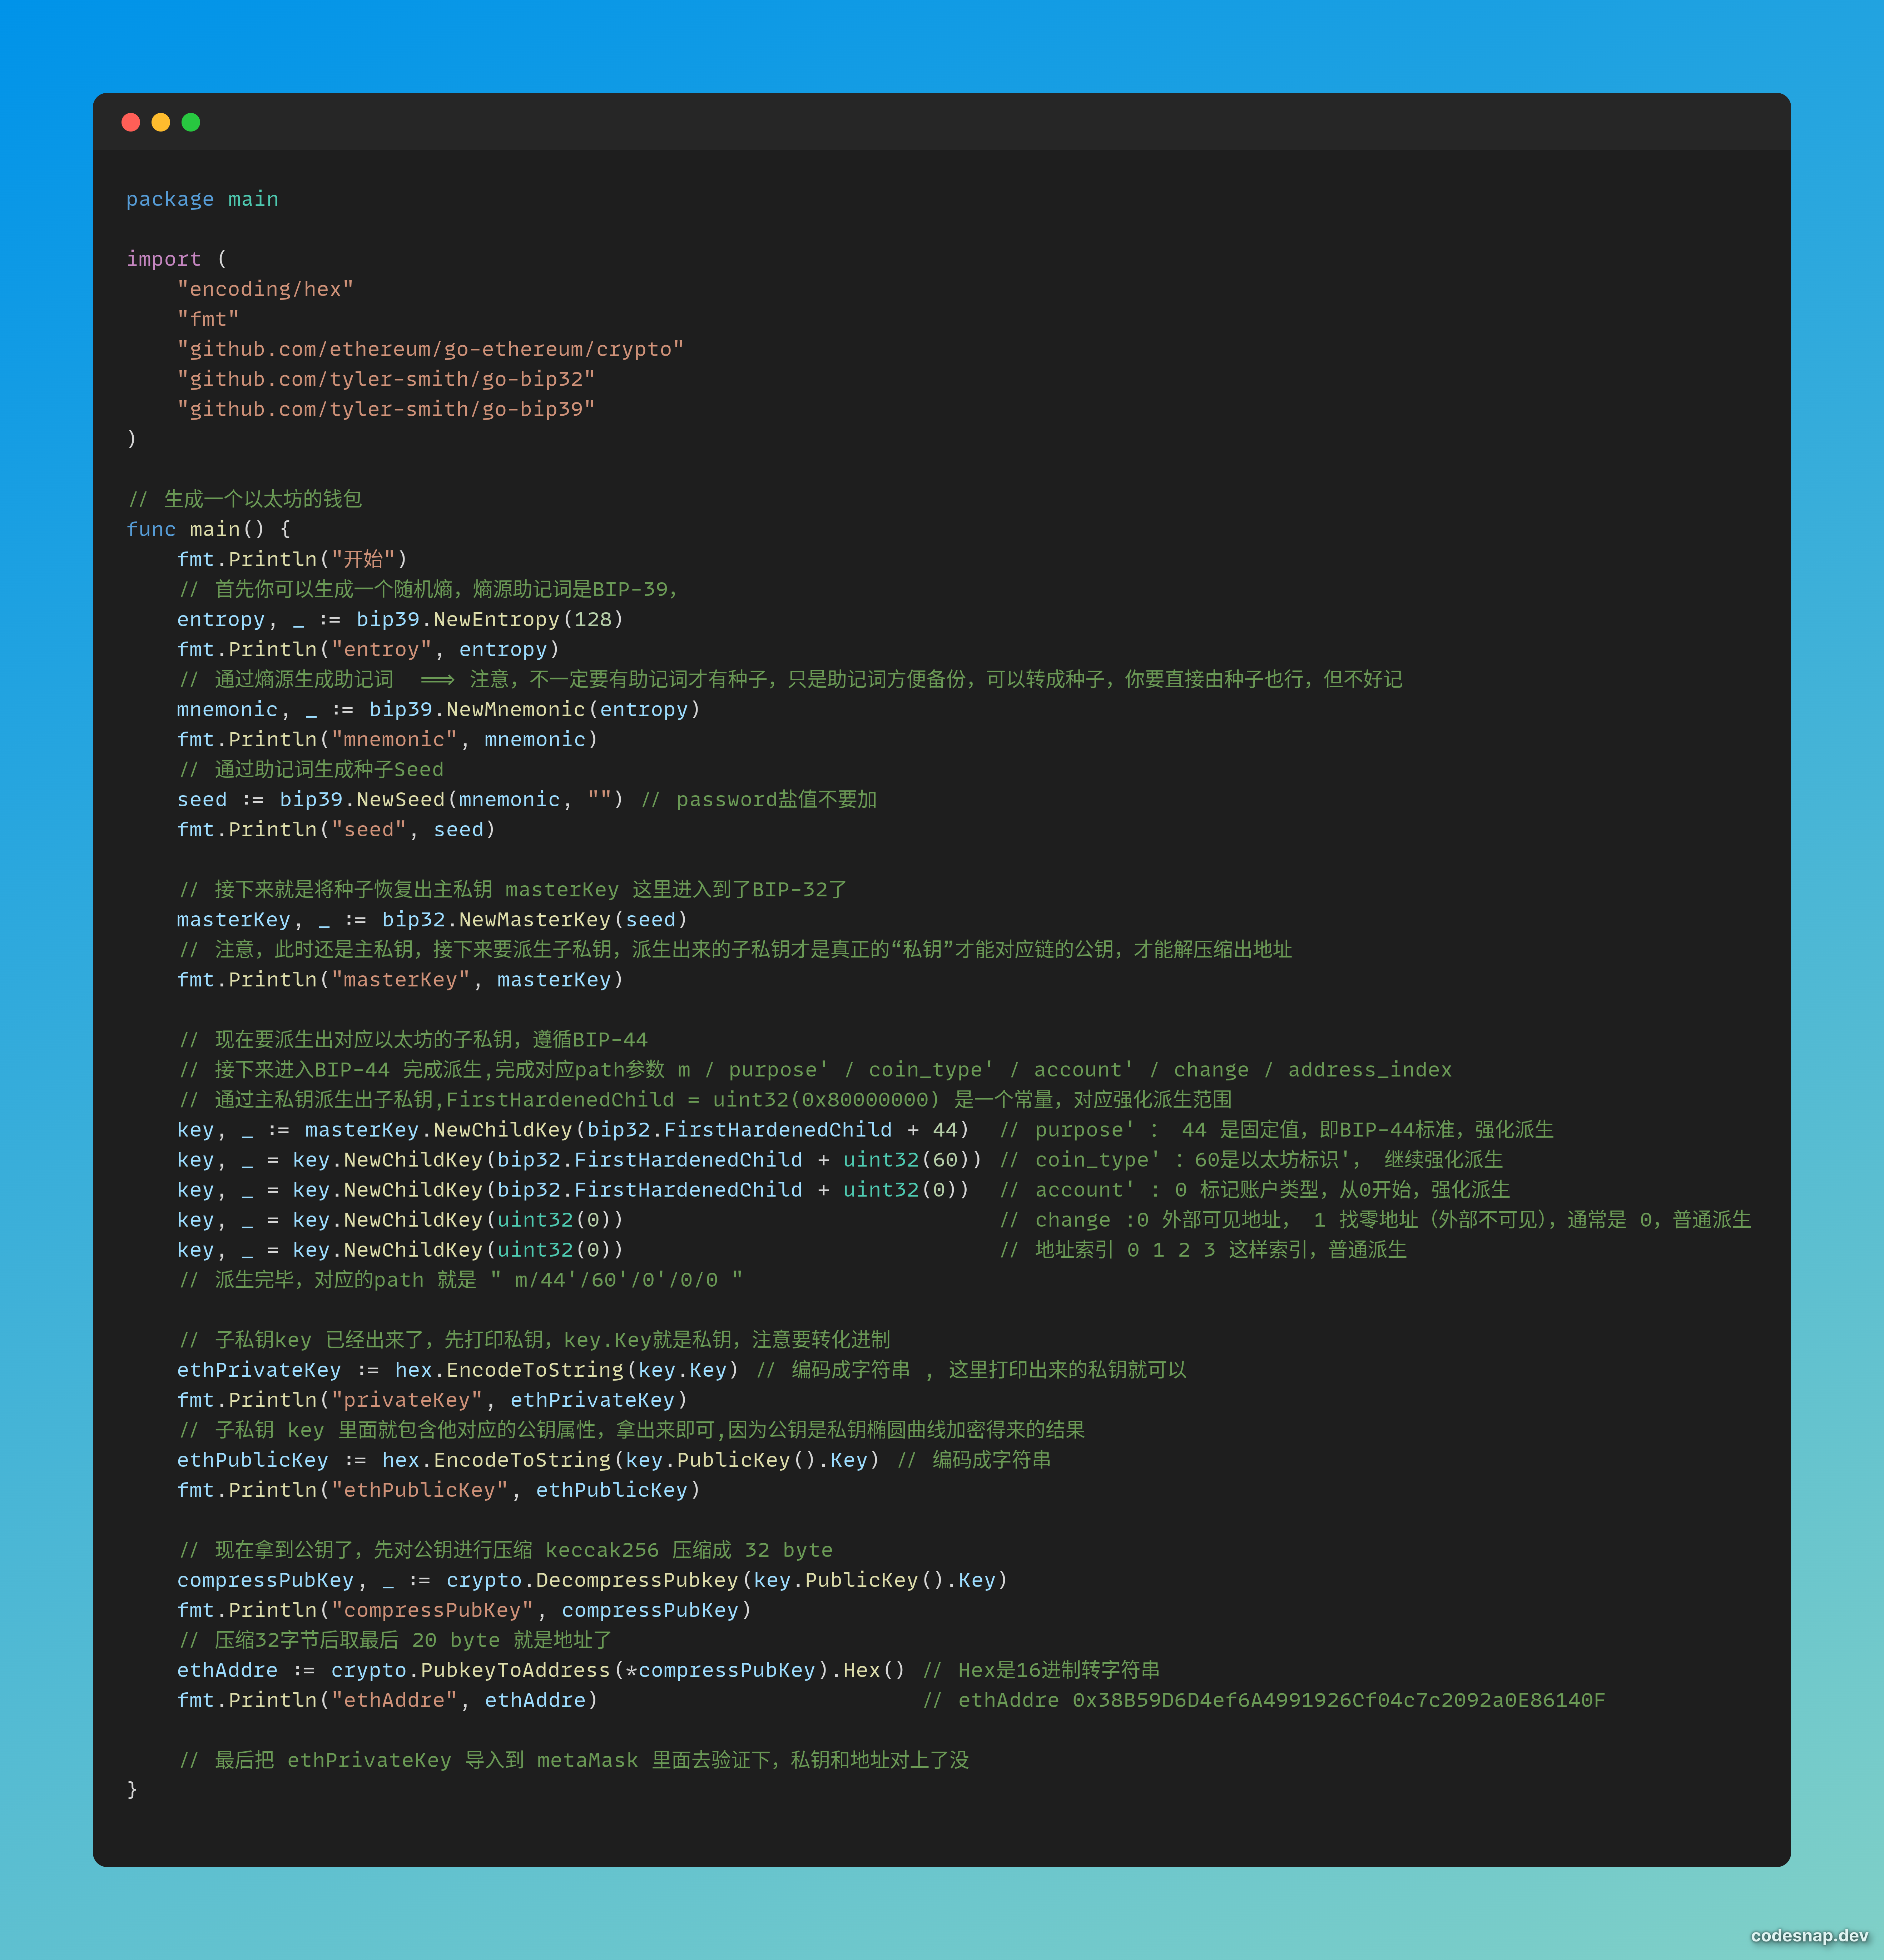 package main

import (
    "encoding/hex"
    "fmt"
    "github.com/ethereum/go-ethereum/crypto"
    "github.com/tyler-smith/go-bip32"
    "github.com/tyler-smith/go-bip39"
)

// 生成一个以太坊的钱包
func main() {
    fmt.Println("开始")
    // 首先你可以生成一个随机熵，熵源助记词是BIP-39，
    entropy, _ := bip39.NewEntropy(128)
    fmt.Println("entroy", entropy)
    // 通过熵源生成助记词  ==> 注意，不一定要有助记词才有种子，只是助记词方便备份，可以转成种子，你要直接由种子也行，但不好记
    mnemonic, _ := bip39.NewMnemonic(entropy)
    fmt.Println("mnemonic", mnemonic)
    // 通过助记词生成种子Seed
    seed := bip39.NewSeed(mnemonic, "") // password盐值不要加
    fmt.Println("seed", seed)

    // 接下来就是将种子恢复出主私钥 masterKey 这里进入到了BIP-32了
    masterKey, _ := bip32.NewMasterKey(seed)
    // 注意，此时还是主私钥，接下来要派生子私钥，派生出来的子私钥才是真正的“私钥”才能对应链的公钥，才能解压缩出地址
    fmt.Println("masterKey", masterKey)

    // 现在要派生出对应以太坊的子私钥，遵循BIP-44
    // 接下来进入BIP-44 完成派生,完成对应path参数 m / purpose' / coin_type' / account' / change / address_index
    // 通过主私钥派生出子私钥,FirstHardenedChild = uint32(0x80000000) 是一个常量，对应强化派生范围
    key, _ := masterKey.NewChildKey(bip32.FirstHardenedChild + 44)  // purpose' ： 44 是固定值，即BIP-44标准，强化派生
    key, _ = key.NewChildKey(bip32.FirstHardenedChild + uint32(60)) // coin_type' ：60是以太坊标识'， 继续强化派生
    key, _ = key.NewChildKey(bip32.FirstHardenedChild + uint32(0))  // account' : 0 标记账户类型，从0开始，强化派生
    key, _ = key.NewChildKey(uint32(0))                             // change :0 外部可见地址， 1 找零地址（外部不可见），通常是 0，普通派生
    key, _ = key.NewChildKey(uint32(0))                             // 地址索引 0 1 2 3 这样索引，普通派生
    // 派生完毕，对应的path 就是 " m/44'/60'/0'/0/0 "

    // 子私钥key 已经出来了，先打印私钥，key.Key就是私钥，注意要转化进制
    ethPrivateKey := hex.EncodeToString(key.Key) // 编码成字符串 , 这里打印出来的私钥就可以
    fmt.Println("privateKey", ethPrivateKey)
    // 子私钥 key 里面就包含他对应的公钥属性，拿出来即可,因为公钥是私钥椭圆曲线加密得来的结果
    ethPublicKey := hex.EncodeToString(key.PublicKey().Key) // 编码成字符串
    fmt.Println("ethPublicKey", ethPublicKey)

    // 现在拿到公钥了，先对公钥进行压缩 keccak256 压缩成 32 byte
    compressPubKey, _ := crypto.DecompressPubkey(key.PublicKey().Key)
    fmt.Println("compressPubKey", compressPubKey)
    // 压缩32字节后取最后 20 byte 就是地址了
    ethAddre := crypto.PubkeyToAddress(*compressPubKey).Hex() // Hex是16进制转字符串
    fmt.Println("ethAddre", ethAddre)                         // ethAddre 0x38B59D6D4ef6A4991926Cf04c7c2092a0E86140F

    // 最后把 ethPrivateKey 导入到 metaMask 里面去验证下，私钥和地址对上了没
}
codesnap.dev